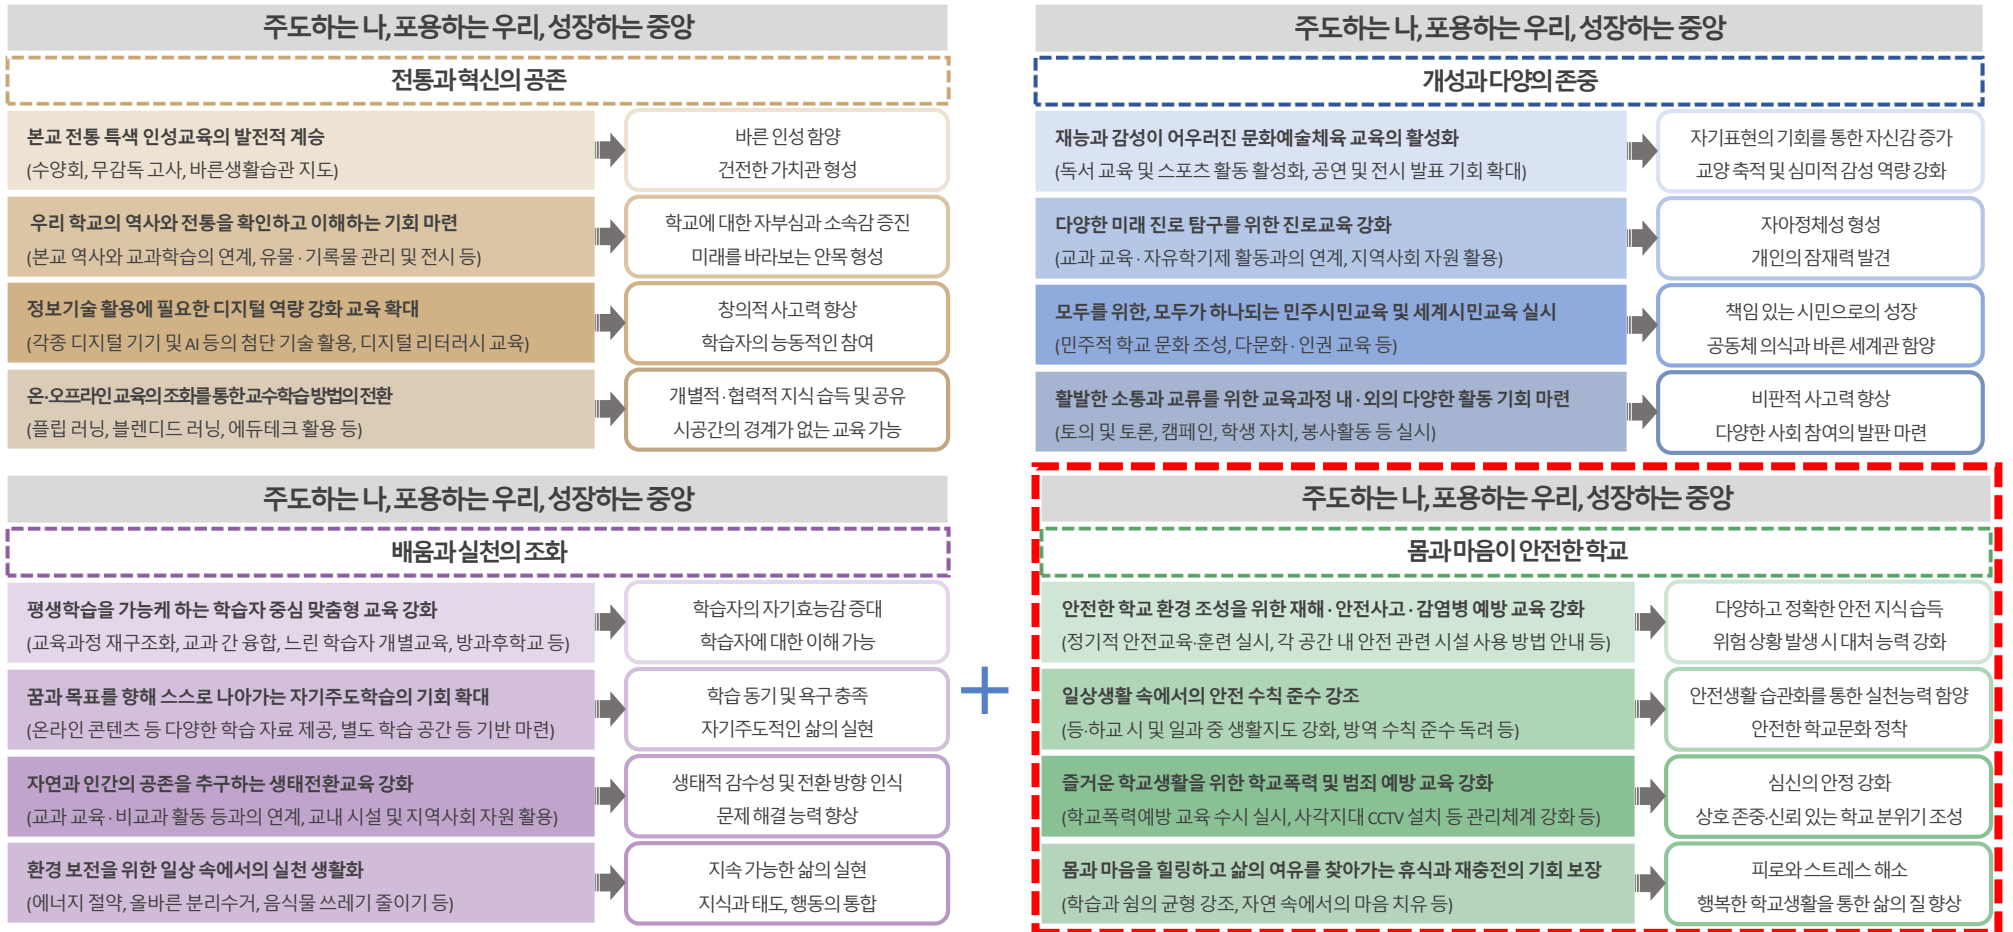 주도하는 나, 포용하는 우리, 성장하는 중앙
전통과 혁신의 공존
본교 전통 특색 인성교육의 발전적 계승
(수양회, 무감독 고사, 바른생활습관 지도)
바른 인성 함양
건전한 가치관 형성
우리 학교의 역사와 전통을 확인하고 이해하는 기회 마련
(본교 역사와 교과학습의 연계, 유물·기록물 관리 및 전시 등)
학교에 대한 자부심과 소속감 증진
미래를 바라보는 안목 형성
정보기술 활용에 필요한 디지털 역량 강화 교육 확대
(각종 디지털 기기 및 AI 등의 첨단 기술 활용, 디지털 리터러시 교육)
창의적 사고력 향상
학습자의 능동적인 참여
온·오프라인 교육의 조화를 통한 교수학습 방법의 전환
(플립 러닝, 블렌디드 러닝, 에듀테크 활용 등)
개별적·협력적 지식 습득 및 공유
시공간의 경계가 없는 교육 가능
주도하는 나, 포용하는 우리, 성장하는 중앙
개성과 다양의 존중
재능과 감성이 어우러진 문화예술체육 교육의 활성화
(독서 교육 및 스포츠 활동 활성화, 공연 및 전시 발표 기회 확대)
자기표현의 기회를 통한 자신감 증가
교양 축적 및 심미적 감성 역량 강화
다양한 미래 진로 탐구를 위한 진로교육 강화
(교과 교육·자유학기제 활동과의 연계, 지역사회 자원 활용)
자아정체성 형성
개인의 잠재력 발견
모두를 위한, 모두가 하나되는 민주시민교육 및 세계시민교육 실시
(민주적 학교 문화 조성, 다문화·인권 교육 등)
책임 있는 시민으로의 성장
공동체 의식과 바른 세계관 함양
활발한 소통과 교류를 위한 교육과정 내·외의 다양한 활동 기회 마련
(토의 및 토론, 캠페인, 학생 자치, 봉사활동 등 실시)
비판적 사고력 향상
다양한 사회 참여의 발판 마련
주도하는 나, 포용하는 우리, 성장하는 중앙
배움과 실천의 조화
평생학습을 가능케 하는 학습자 중심 맞춤형 교육 강화
(교육과정 재구조화, 교과 간 융합, 느린 학습자 개별교육, 방과후학교 등)
학습자의 자기효능감 증대
학습자에 대한 이해 가능
꿈과 목표를 향해 스스로 나아가는 자기주도학습의 기회 확대
(온라인 콘텐츠 등 다양한 학습 자료 제공, 별도 학습 공간 등 기반 마련)
학습 동기 및 욕구 충족
자기주도적인 삶의 실현
자연과 인간의 공존을 추구하는 생태전환교육 강화
(교과 교육·비교과 활동 등과의 연계, 교내 시설 및 지역사회 자원 활용)
생태적 감수성 및 전환 방향 인식
문제 해결 능력 향상
환경 보전을 위한 일상 속에서의 실천 생활화
(에너지 절약, 올바른 분리수거, 음식물 쓰레기 줄이기 등)
지속 가능한 삶의 실현
지식과 태도, 행동의 통합
주도하는 나, 포용하는 우리, 성장하는 중앙
몸과 마음이 안전한 학교
안전한 학교 환경 조성을 위한 재해·안전사고·감염병 예방 교육 강화
(정기적 안전교육·훈련 실시, 각 공간 내 안전 관련 시설 사용 방법 안내 등)
다양하고 정확한 안전 지식 습득
위험 상황 발생 시 대처 능력 강화
일상생활 속에서의 안전 수칙 준수 강조
(등·하교 시 및 일과 중 생활지도 강화, 방역 수칙 준수 독려 등)
안전생활 습관화를 통한 실천능력 함양
안전한 학교문화 정착
즐거운 학교생활을 위한 학교폭력 및 범죄 예방 교육 강화
(학교폭력예방 교육 수시 실시, 사각지대 CCTV 설치 등 관리체계 강화 등)
심신의 안정 강화
상호 존중·신뢰 있는 학교 분위기 조성
몸과 마음을 힐링하고 삶의 여유를 찾아가는 휴식과 재충전의 기회 보장
(학습과 쉼의 균형 강조, 자연 속에서의 마음 치유 등)
피로와 스트레스 해소
행복한 학교생활을 통한 삶의 질 향상